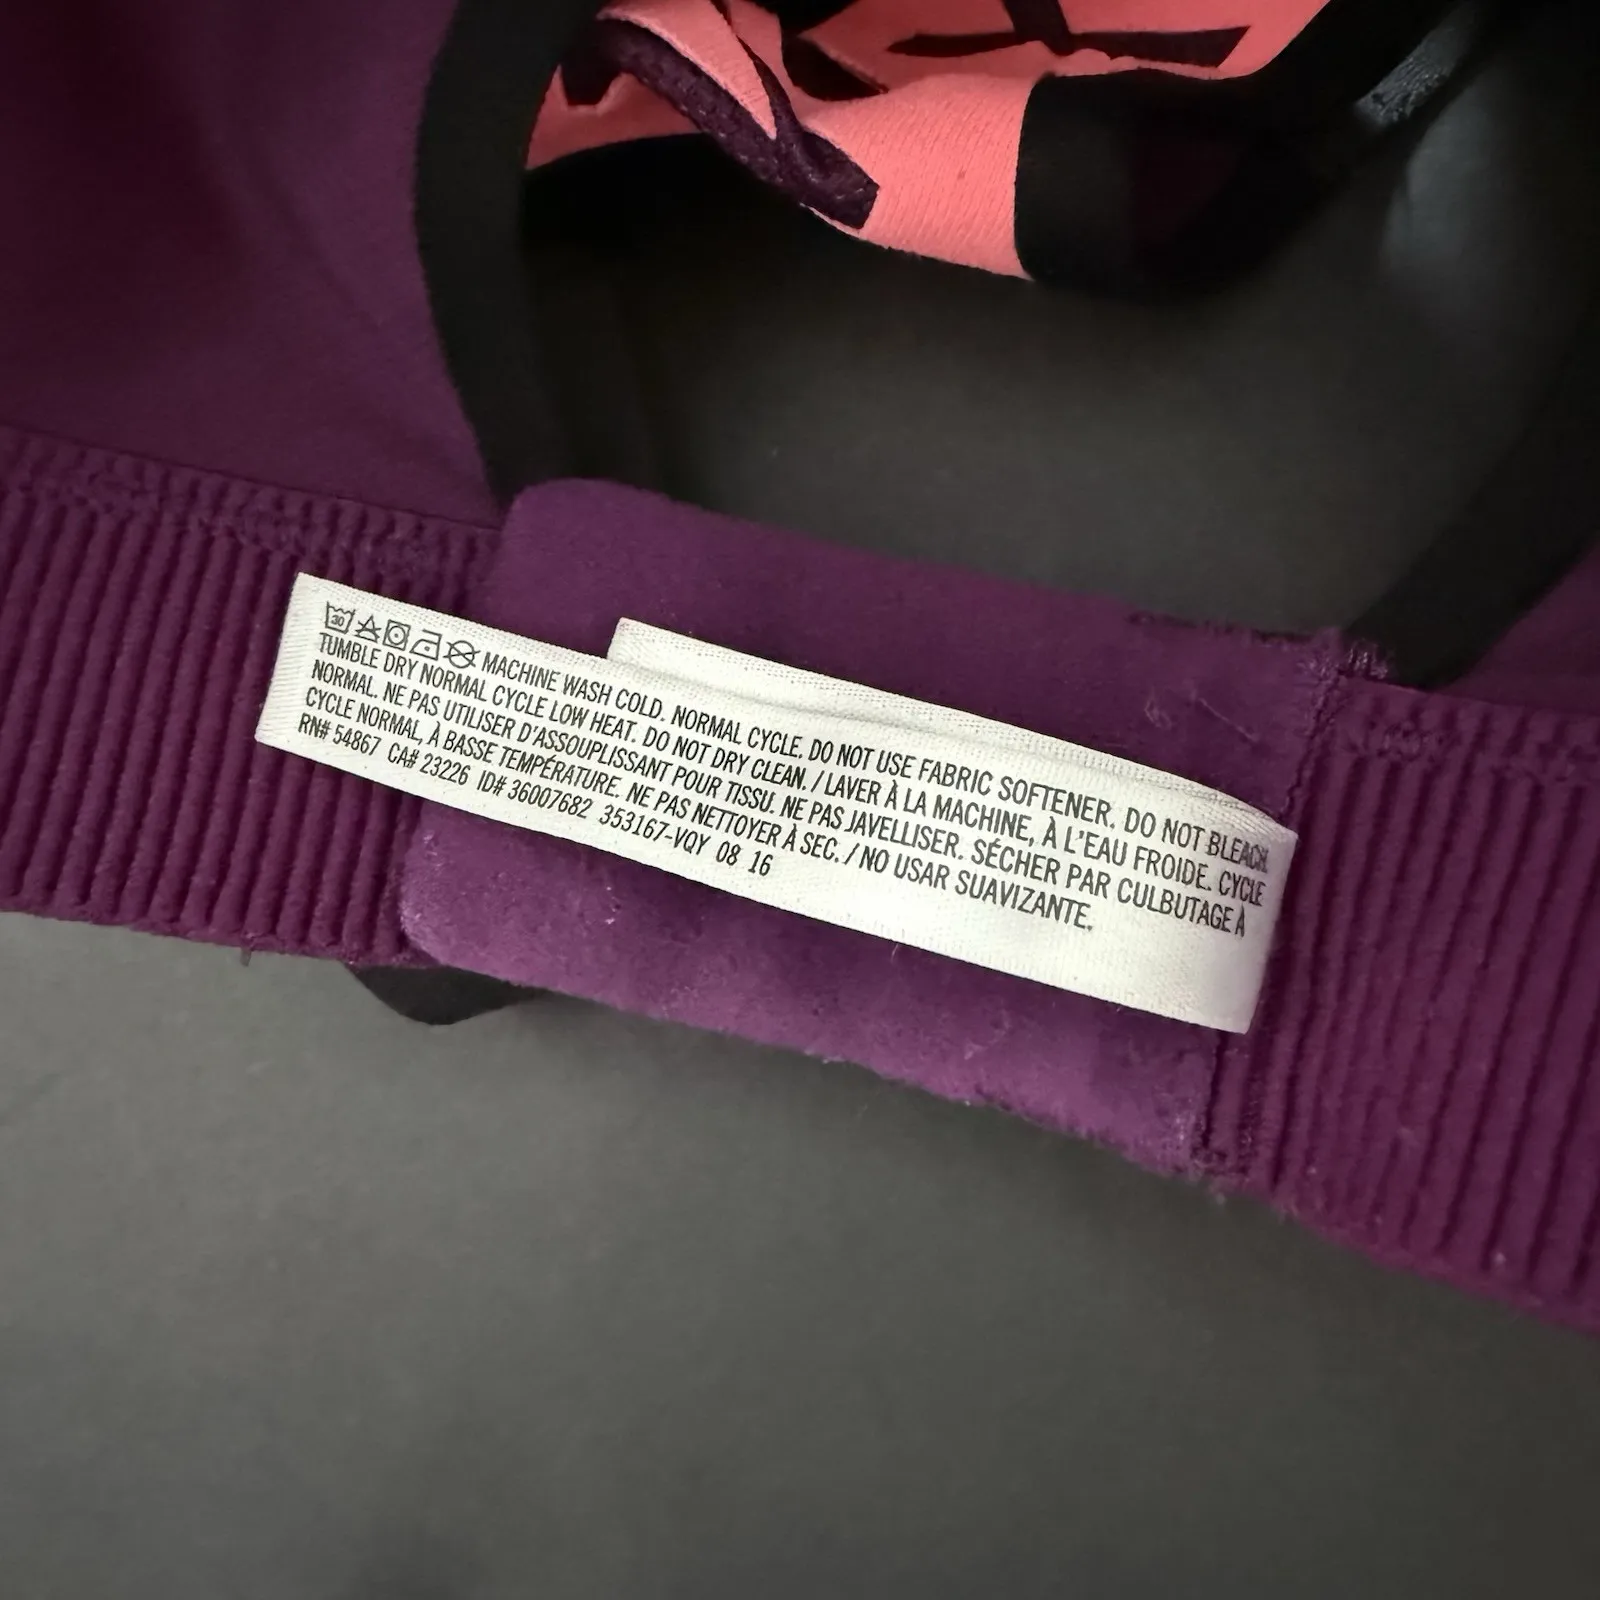 30 MACHINE WASH COLD. NORMAL CYCLE. DO NOT USE FABRIC SOFTENER. DO NOT BLEACH.
TUMBLE DRY NORMAL CYCLE LOW HEAT. DO NOT DRY CLEAN. / LAVER À LA MACHINE, À L'EAU FROIDE. CYCLE
NORMAL. NE PAS UTILISER D'ASSOUPLISSANT POUR TISSU. NE PAS JAVELLISER. SÉCHER PAR CULBUTAGE À
CYCLE NORMAL, À BASSE TEMPÉRATURE. NE PAS NETTOYER À SEC. / NO USAR SUAVIZANTE.
RN# 54867 CA# 23226 ID# 36007682 353167-VQY 08 16